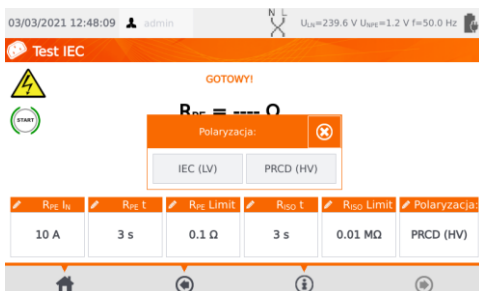 03/03/2021 12:48:09 admin N L U_LN=239.6 V U_NPE=1.2 V f=50.0 Hz
Test IEC
GOTOWY!
START
R_PE = ---- Ω
Polaryzacja:
IEC (LV) PRCD (HV)
R_PE I_N R_PE t R_PE Limit R_ISO t R_ISO Limit Polaryzacja:
10 A 3 s 0.1 Ω 3 s 0.01 MΩ PRCD (HV)